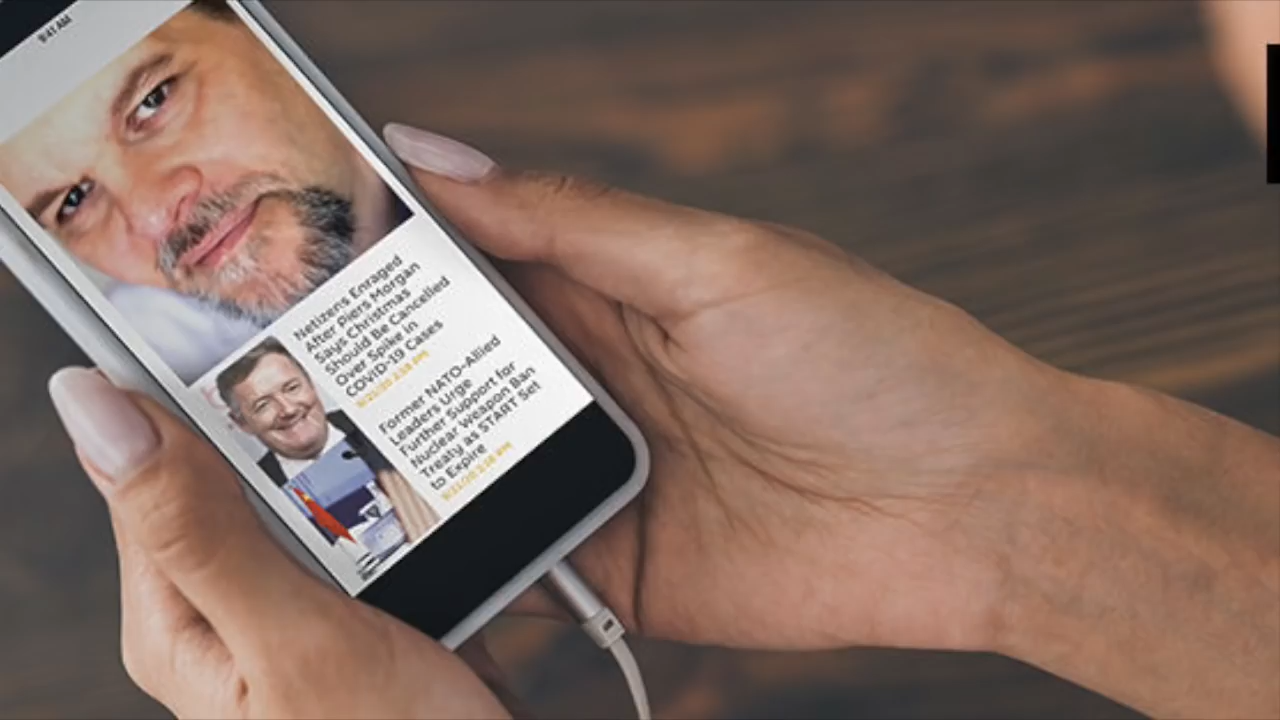 9:41 AM
Netizens Enraged
After Piers Morgan
Says Christmas
Should Be Cancelled
Over Spike in
COVID-19 Cases
Former NATO-Allied
Leaders Urge
Further Support for
Nuclear Weapon Ban
Treaty as START Set
to Expire